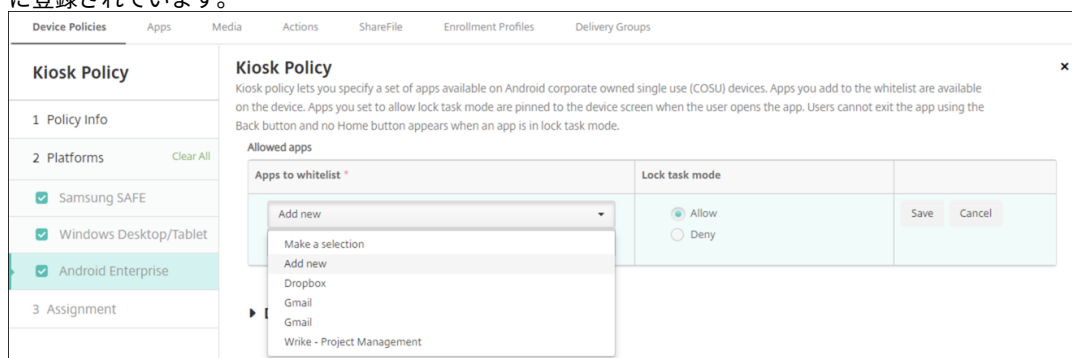 に登録されています。
Device Policies Apps Media Actions ShareFile Enrollment Profiles Delivery Groups
Kiosk Policy
1 Policy Info
2 Platforms Clear All
Samsung SAFE
Windows Desktop/Tablet
Android Enterprise
3 Assignment
Kiosk Policy
Kiosk policy lets you specify a set of apps available on Android corporate owned single use (COSU) devices. Apps you add to the whitelist are available
on the device. Apps you set to allow lock task mode are pinned to the device screen when the user opens the app. Users cannot exit the app using the
Back button and no Home button appears when an app is in lock task mode.
Allowed apps
Apps to whitelist * Lock task mode
Add new
Allow
Deny
Save Cancel
Make a selection
Add new
Dropbox
Gmail
Gmail
Wrike - Project Management